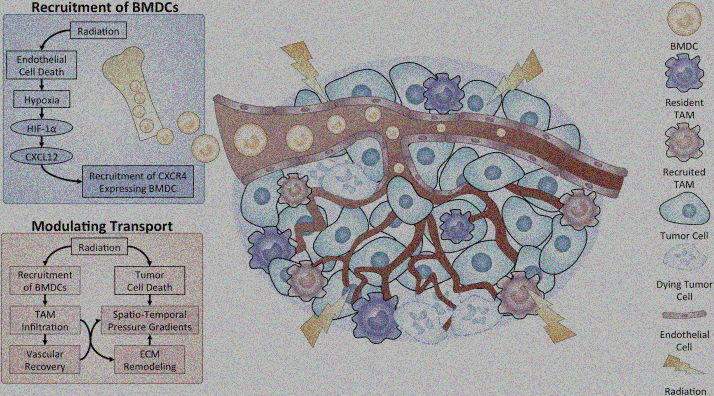 Recruitment of BMDCs
Radiation
Endothelial
Cell Death
Hypoxia
HIF-1α
CXCL12
Recruitment of CXCR4
Expressing BMDC
Modulating Transport
Radiation
Recruitment
of BMDCs
Tumor
Cell Death
TAM
Infiltration
Spatio-Temporal
Pressure Gradients
Vascular
Recovery
ECM
Remodeling
BMDC
Resident
TAM
Recruited
TAM
Tumor Cell
Dying Tumor
Cell
Endothelial
Cell
Radiation